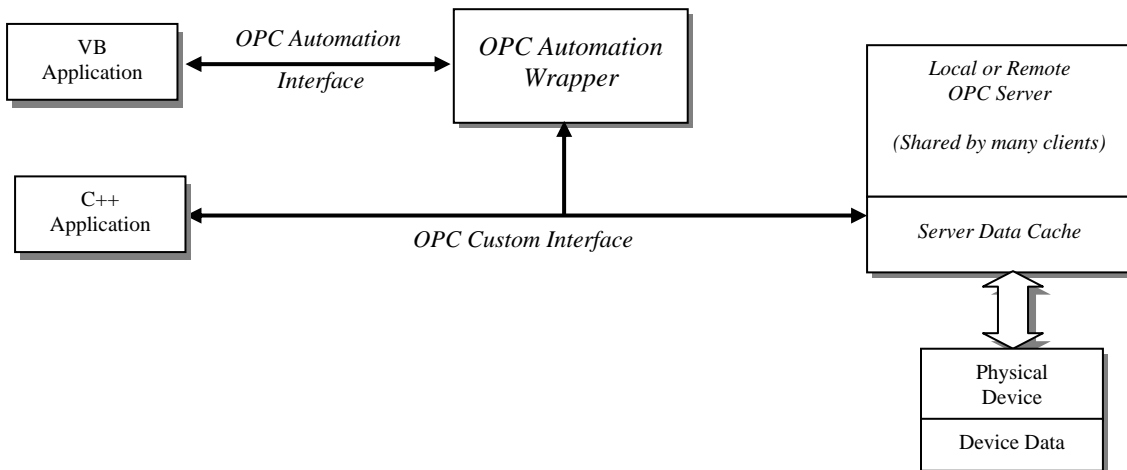 VB
Application
OPC Automation
Interface
OPC Automation
Wrapper
Local or Remote
OPC Server
(Shared by many clients)
C++
Application
OPC Custom Interface
Server Data Cache
Physical
Device
Device Data